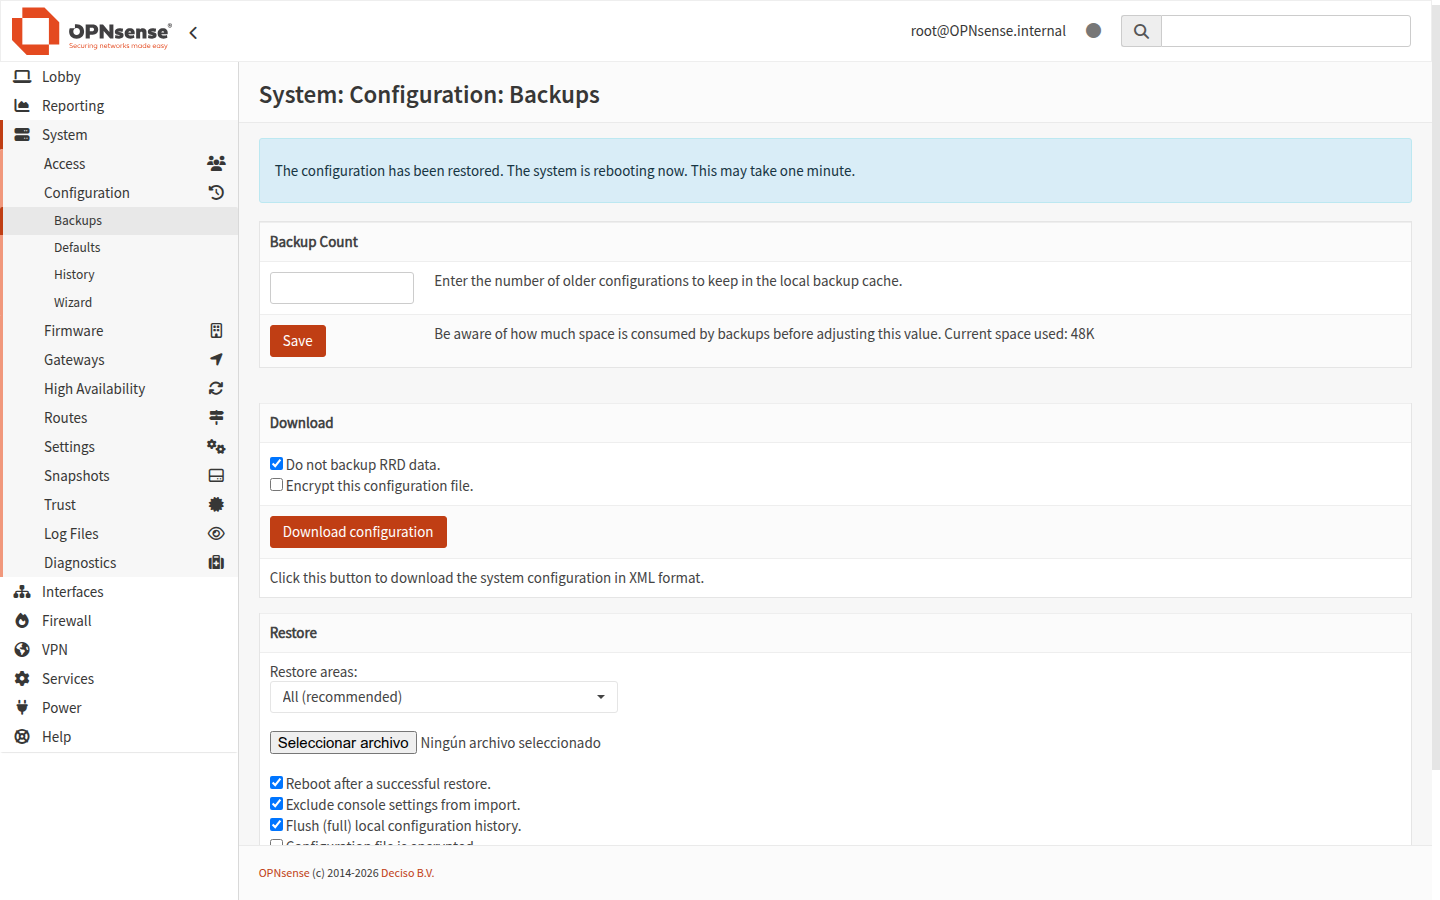 OPNsense®
Securing networks made easy
root@OPNsense.internal
Lobby
Reporting
System
Access
Configuration
Backups
Defaults
History
Wizard
Firmware
Gateways
High Availability
Routes
Settings
Snapshots
Trust
Log Files
Diagnostics
Interfaces
Firewall
VPN
Services
Power
Help
System: Configuration: Backups
The configuration has been restored. The system is rebooting now. This may take one minute.
Backup Count
Enter the number of older configurations to keep in the local backup cache.
Save
Be aware of how much space is consumed by backups before adjusting this value. Current space used: 48K
Download
Do not backup RRD data.
Encrypt this configuration file.
Download configuration
Click this button to download the system configuration in XML format.
Restore
Restore areas:
All (recommended)
Seleccionar archivo Ningún archivo seleccionado
Reboot after a successful restore.
Exclude console settings from import.
Flush (full) local configuration history.
Configuration file is encrypted.
OPNsense (c) 2014-2026 Deciso B.V.